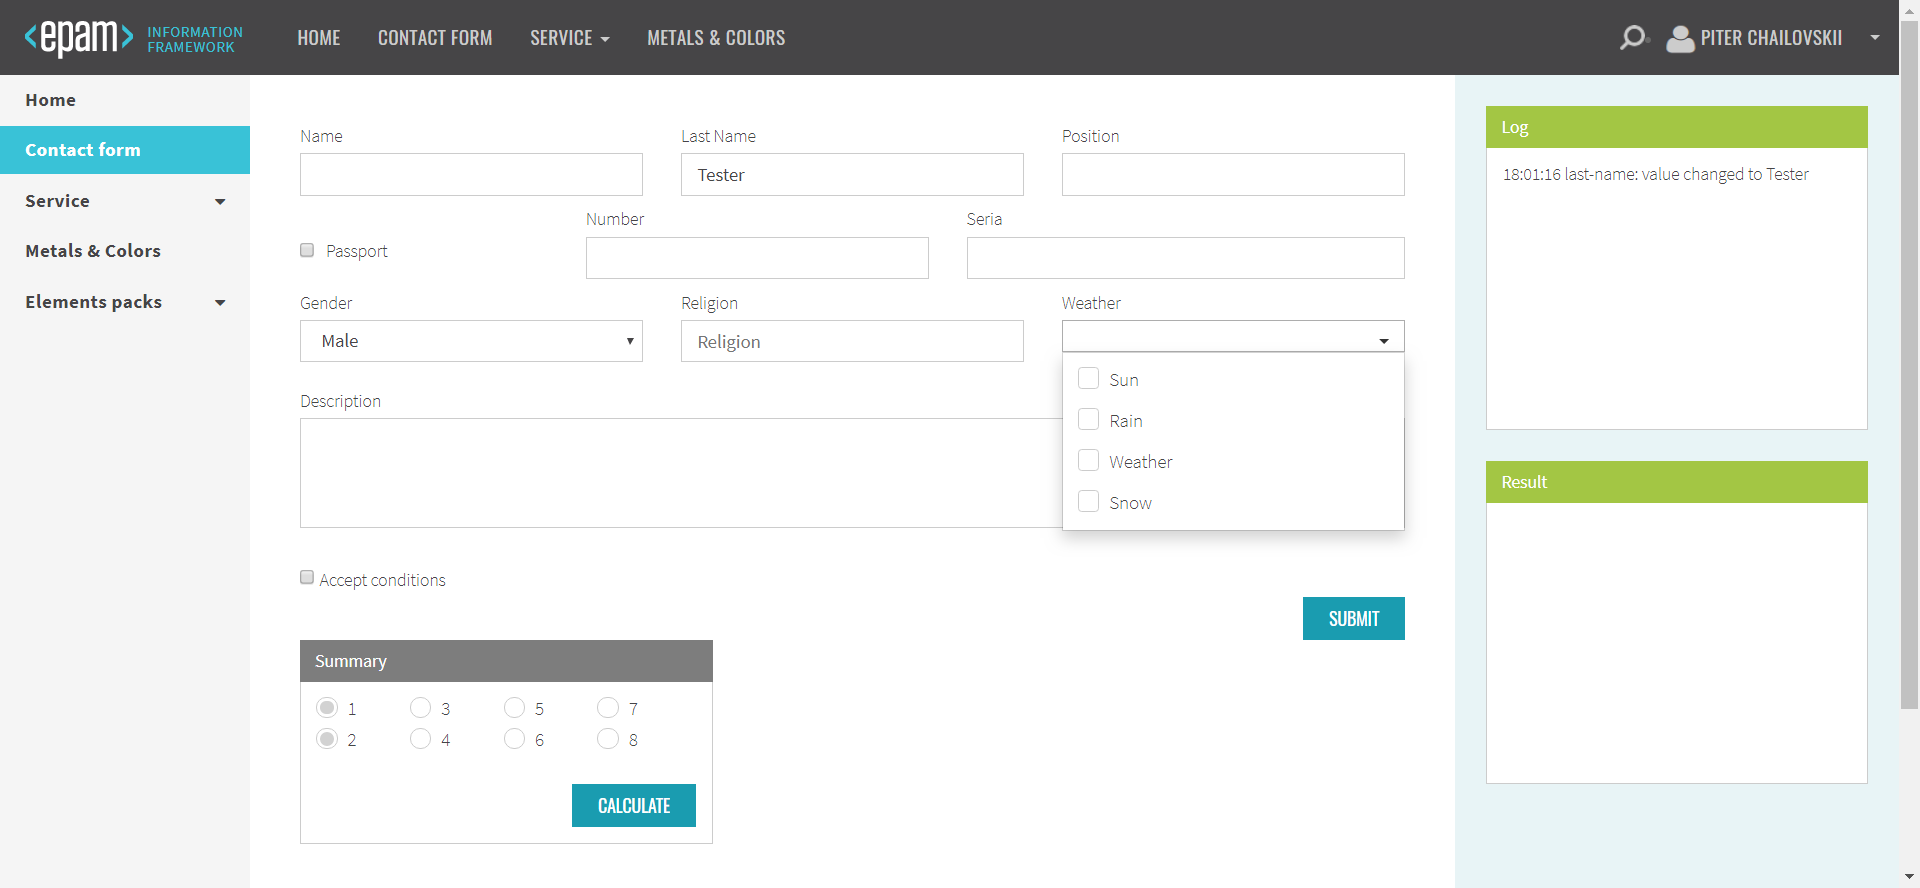 <epam> INFORMATION FRAMEWORK
HOME CONTACT FORM SERVICE METALS & COLORS PITER CHAILOVSKII
Home
Contact form
Service
Metals & Colors
Elements packs
Name Last Name Position
Tester
Number Seria
Passport
Gender Religion Weather
Male Religion
Sun
Rain
Weather
Snow
Description
Accept conditions
SUBMIT
Summary
1 3 5 7
2 4 6 8
CALCULATE
Log
18:01:16 last-name: value changed to Tester
Result